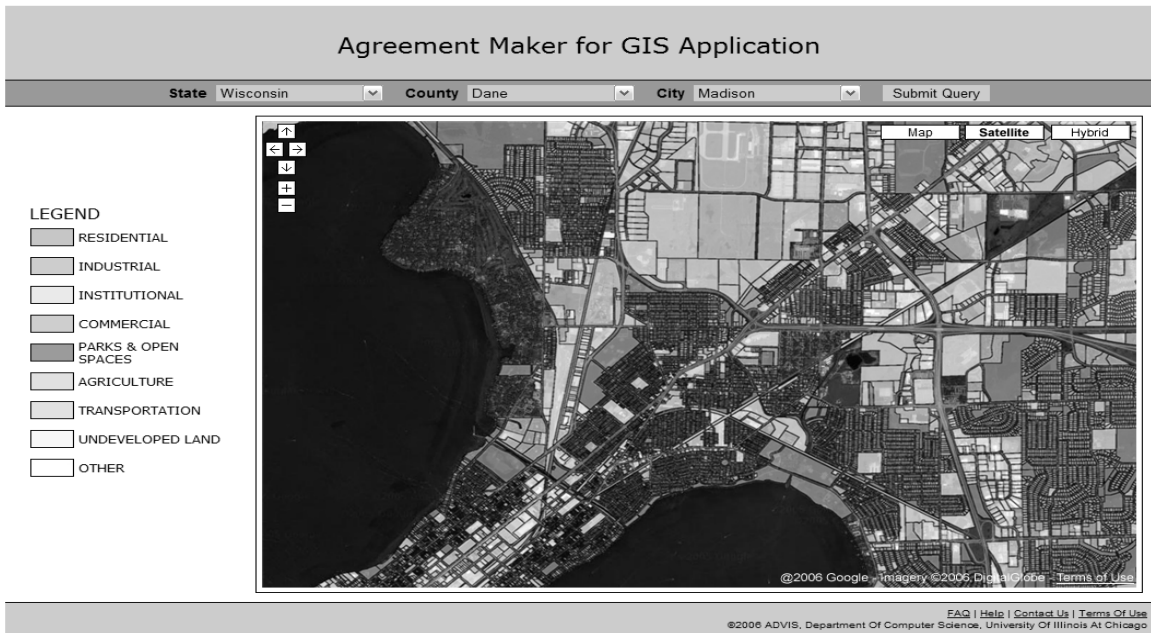 Agreement Maker for GIS Application
State Wisconsin County Dane City Madison Submit Query
Map Satellite Hybrid
LEGEND
RESIDENTIAL
INDUSTRIAL
INSTITUTIONAL
COMMERCIAL
PARKS & OPEN
SPACES
AGRICULTURE
TRANSPORTATION
UNDEVELOPED LAND
OTHER
@2006 Google - Imagery ©2006 DigitalGlobe - Terms of Use
FAQ | Help | Contact Us | Terms Of Use
©2006 ADVIS, Department Of Computer Science, University Of Illinois At Chicago